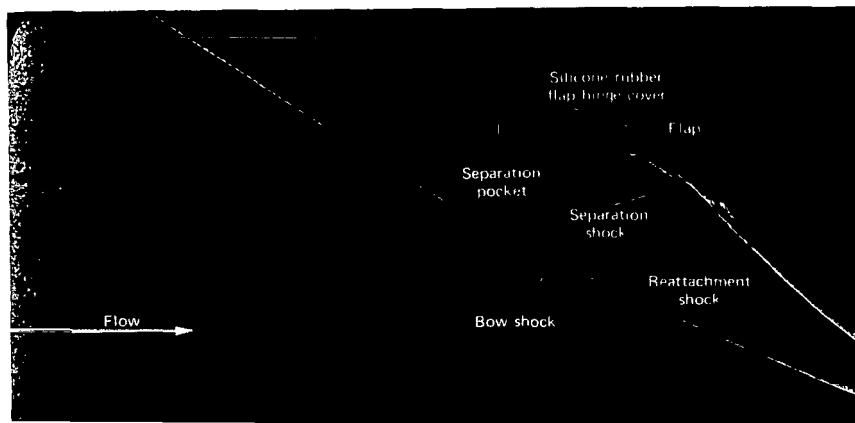 Silicone rubber
flap hinge cover
Flap
Separation
pocket
Separation
shock
Reattachment
shock
Flow
Bow shock